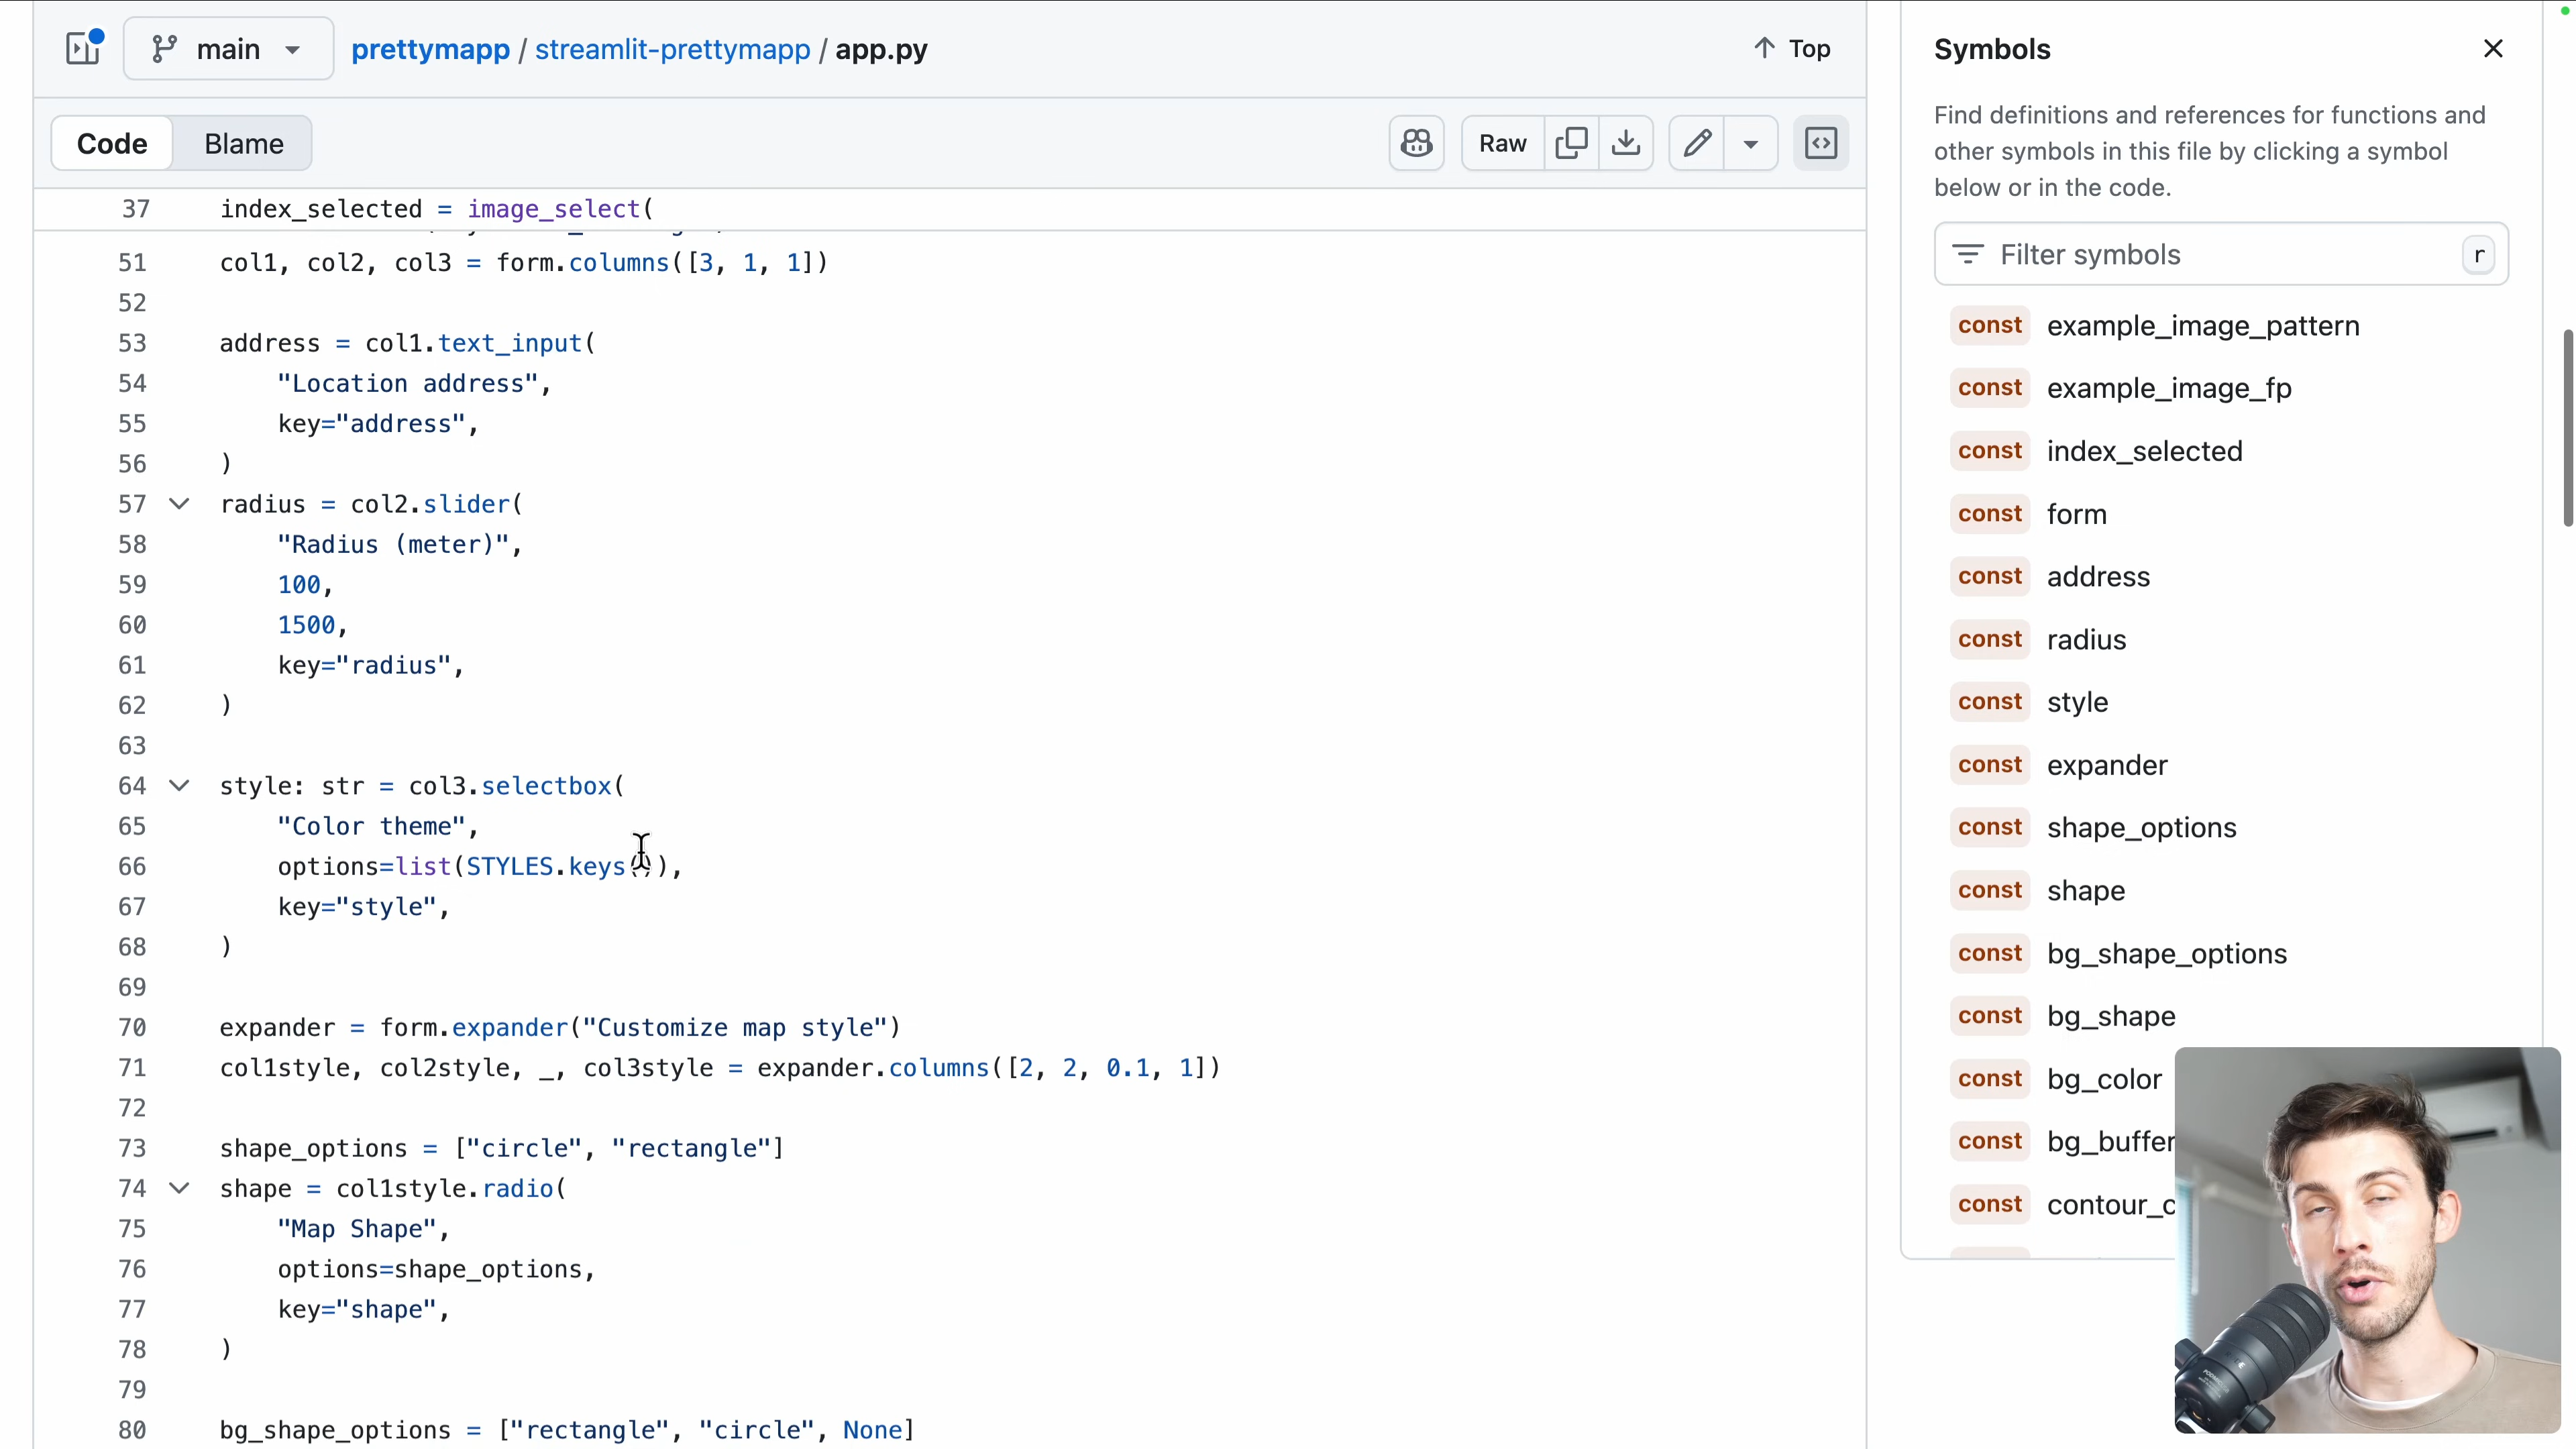 main
prettymapp / streamlit-prettymapp / app.py
Top
Code
Blame
Raw
37 index_selected = image_select(
51 col1, col2, col3 = form.columns([3, 1, 1])
52
53 address = col1.text_input(
54 "Location address",
55 key="address",
56 )
57 radius = col2.slider(
58 "Radius (meter)",
59 100,
60 1500,
61 key="radius",
62 )
63
64 style: str = col3.selectbox(
65 "Color theme",
66 options=list(STYLES.keys()),
67 key="style",
68 )
69
70 expander = form.expander("Customize map style")
71 col1style, col2style, _, col3style = expander.columns([2, 2, 0.1, 1])
72
73 shape_options = ["circle", "rectangle"]
74 shape = col1style.radio(
75 "Map Shape",
76 options=shape_options,
77 key="shape",
78 )
79
80 bg_shape_options = ["rectangle", "circle", None]
Symbols
Find definitions and references for functions and
other symbols in this file by clicking a symbol
below or in the code.
Filter symbols
r
const example_image_pattern
const example_image_fp
const index_selected
const form
const address
const radius
const style
const expander
const shape_options
const shape
const bg_shape_options
const bg_shape
const bg_color
const bg_buffer
const contour_c